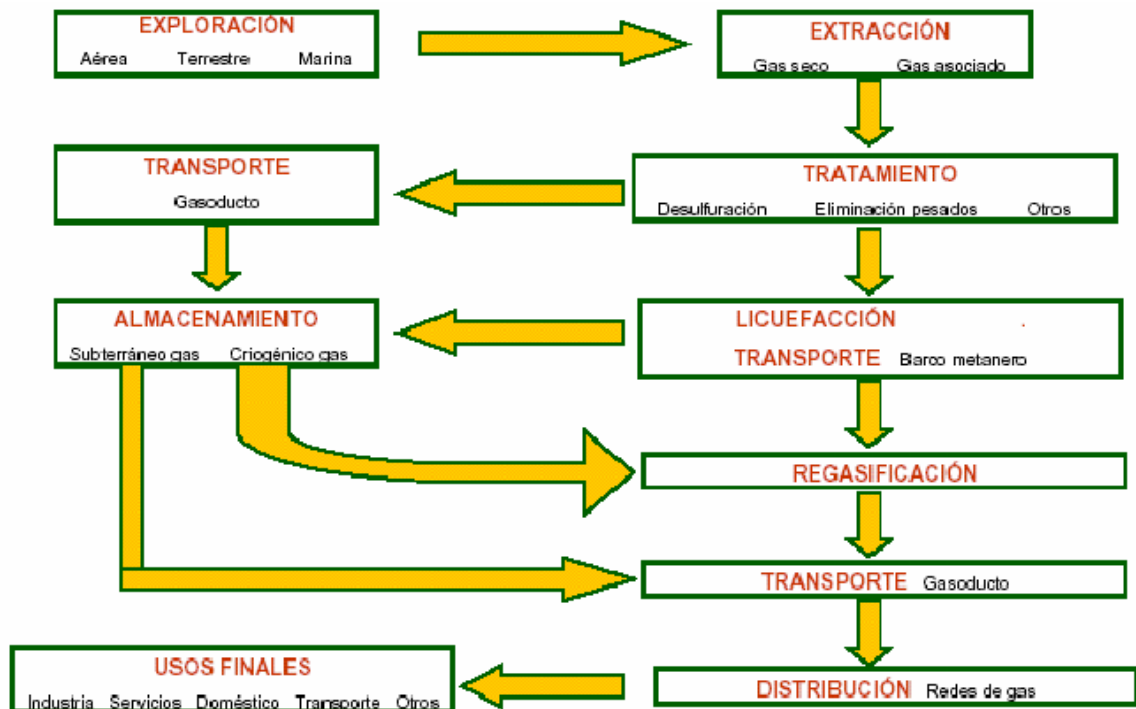 EXPLORACIÓN
Aérea Terrestre Marina
EXTRACCIÓN
Gas seco Gas asociado
TRANSPORTE
Gasoducto
TRATAMIENTO
Desulfuración Eliminación pesados Otros
ALMACENAMIENTO
Subterráneo gas Criogénico gas
LICUEFACCIÓN .
TRANSPORTE Barco metanero
REGASIFICACIÓN
TRANSPORTE Gasoducto
USOS FINALES
Industria Servicios Doméstico Transporte Otros
DISTRIBUCIÓN Redes de gas